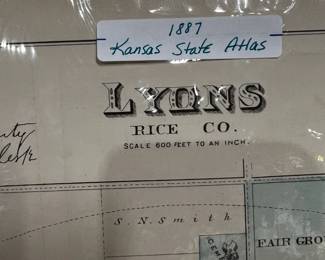 1887
Kansas State Atlas
LYONS
RICE CO.
SCALE 600 FEET TO AN INCH.
S. N. Smith
FAIR GRO